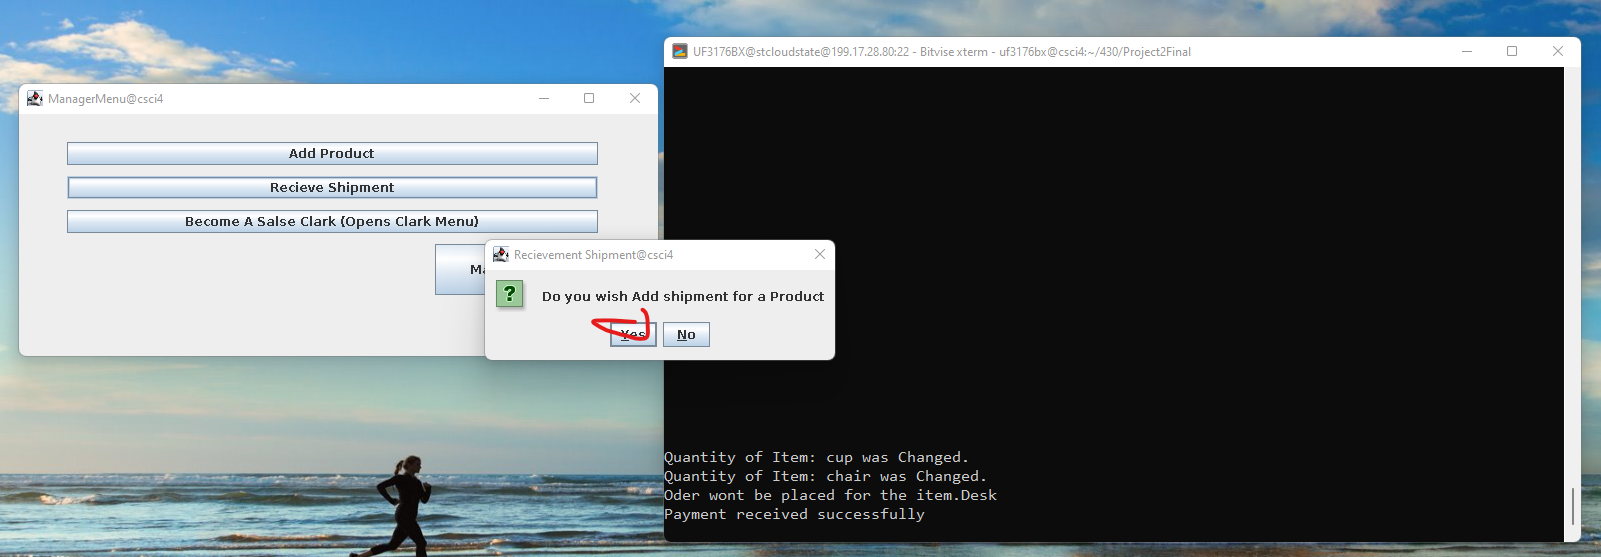 ManagerMenu@csci4
Add Product
Recieve Shipment
Become A Salse Clark (Opens Clark Menu)
Recievement Shipment@csci4
Do you wish Add shipment for a Product
Yes
No
UF3176BX@stcloudstate@199.17.28.80:22 - Bitvise xterm - uf3176bx@csci4:~/430/Project2Final
Quantity of Item: cup was Changed.
Quantity of Item: chair was Changed.
Oder wont be placed for the item.Desk
Payment received successfully